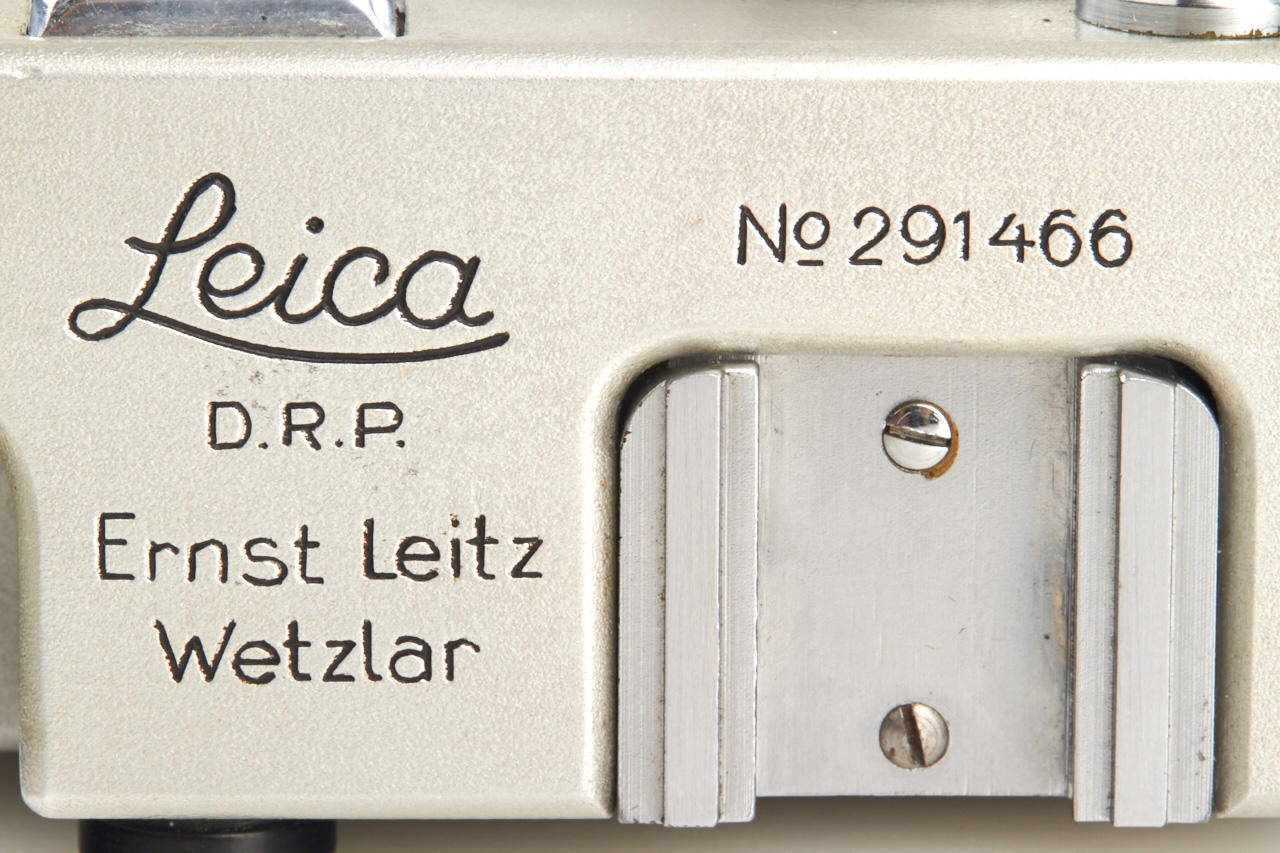 Leica
D.R.P.
Ernst Leitz
Wetzlar
№ 291466